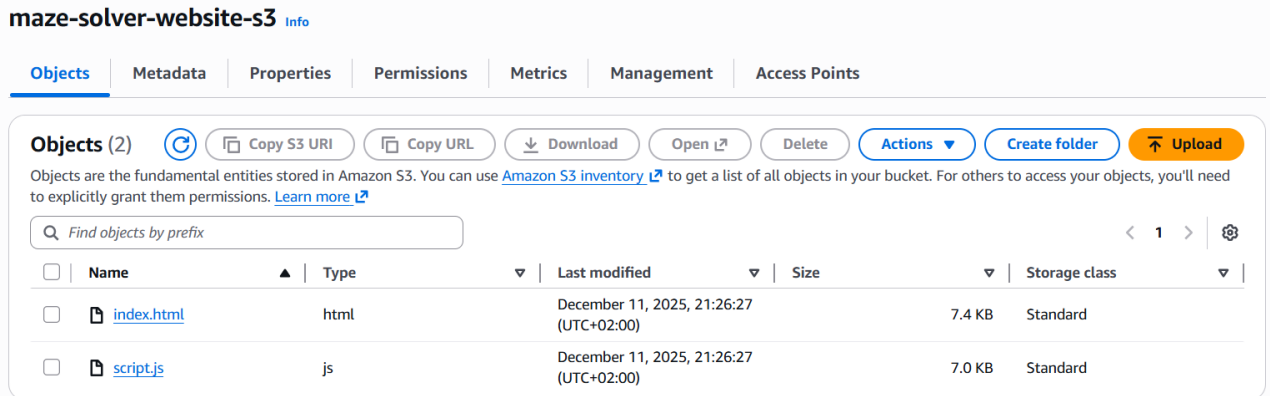 maze-solver-website-s3 Info
Objects Metadata Properties Permissions Metrics Management Access Points
Objects (2) Copy S3 URI Copy URL Download Open Delete Actions Create folder Upload
Objects are the fundamental entities stored in Amazon S3. You can use Amazon S3 inventory to get a list of all objects in your bucket. For others to access your objects, you'll need
to explicitly grant them permissions. Learn more
Find objects by prefix 1
Name Type Last modified Size Storage class
index.html html December 11, 2025, 21:26:27 (UTC+02:00) 7.4 KB Standard
script.js js December 11, 2025, 21:26:27 (UTC+02:00) 7.0 KB Standard